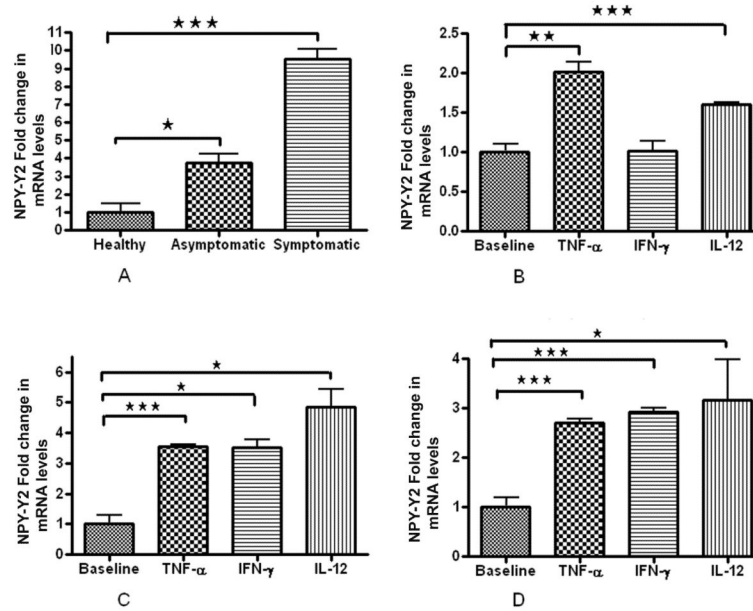 NPY-Y2 Fold change in
mRNA levels
11
10
9
8
7
6
5
4
3
2
1
0
★★★
★
Healthy Asymptomatic Symptomatic
A
NPY-Y2 Fold change in
mRNA levels
2.5
2.0
1.5
1.0
0.5
0.0
★★★
★★
Baseline TNF-α IFN-γ IL-12
B
NPY-Y2 Fold change in
mRNA levels
6
5
4
3
2
1
0
★
★
★★★
Baseline TNF-α IFN-γ IL-12
C
NPY-Y2 Fold change in
mRNA levels
4
3
2
1
0
★
★★★
★★★
Baseline TNF-α IFN-γ IL-12
D